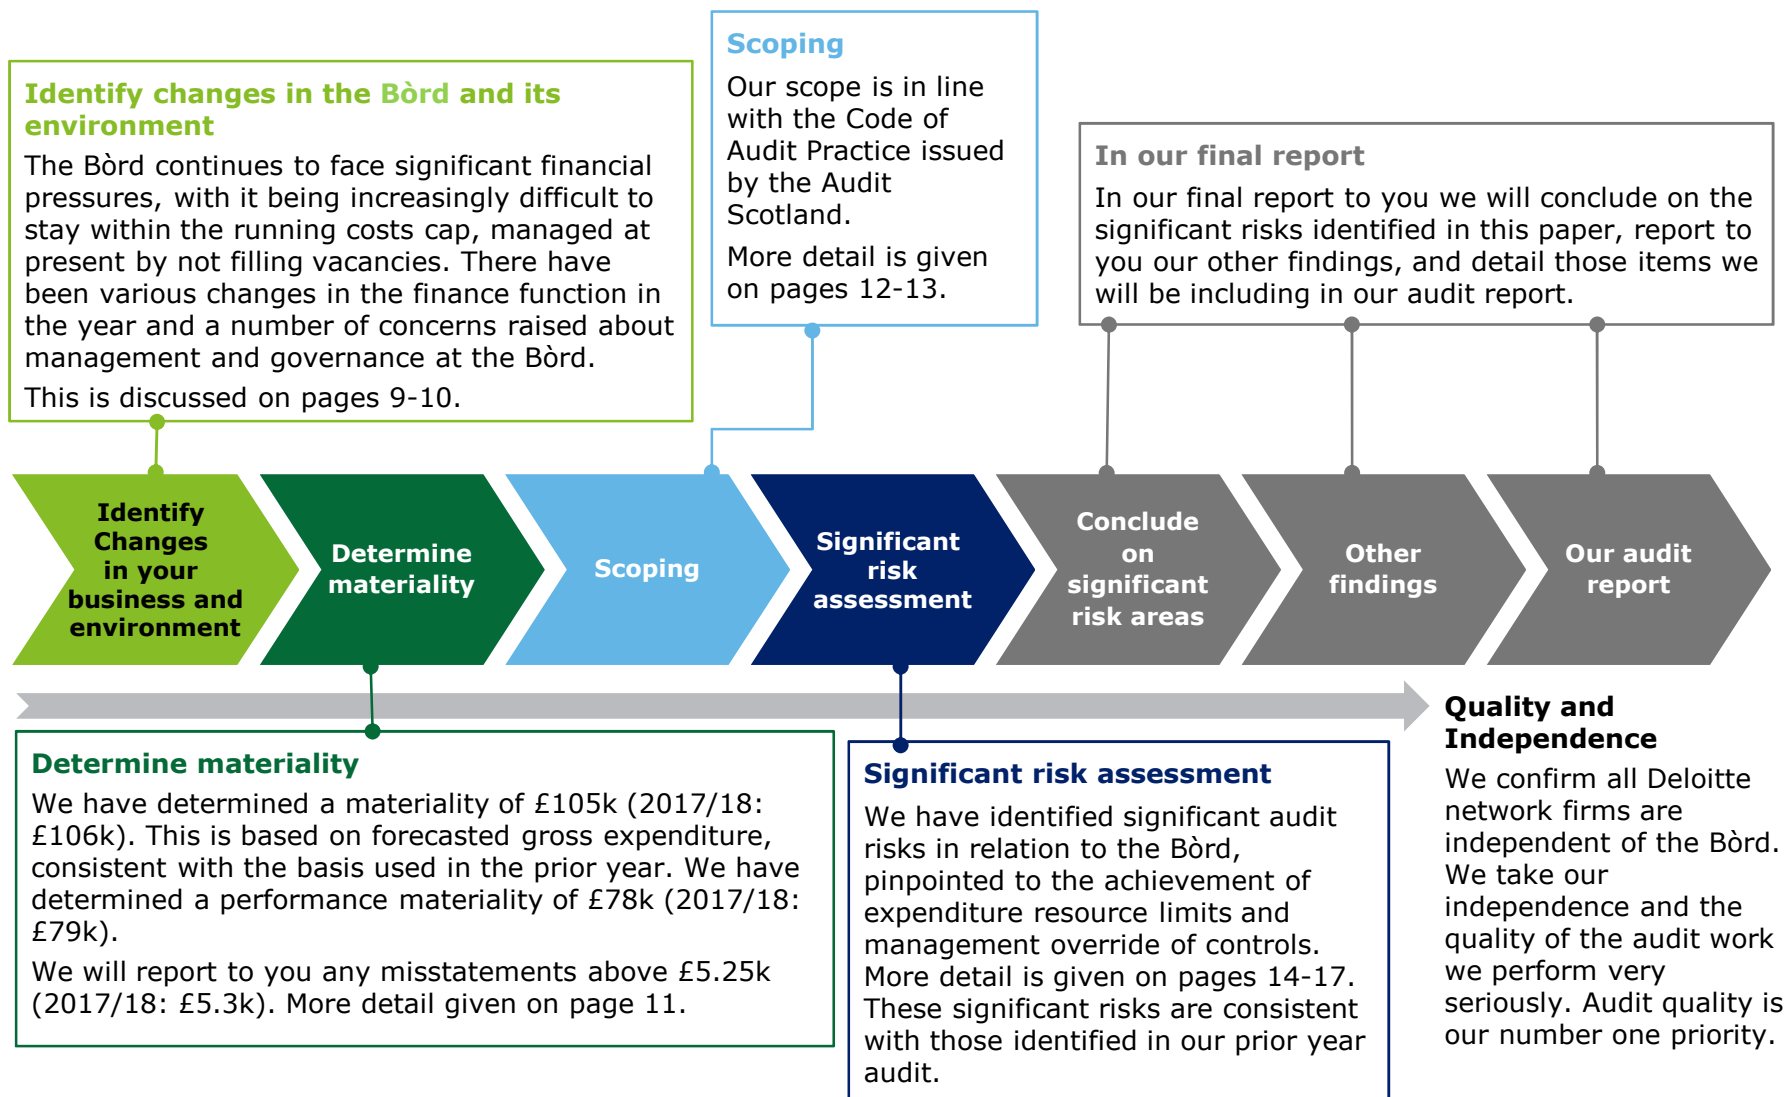 Identify changes in the Bòrd and its
environment
The Bòrd continues to face significant financial
pressures, with it being increasingly difficult to
stay within the running costs cap, managed at
present by not filling vacancies. There have
been various changes in the finance function in
the year and a number of concerns raised about
management and governance at the Bòrd.
This is discussed on pages 9-10.
Scoping
Our scope is in line
with the Code of
Audit Practice issued
by the Audit
Scotland.
More detail is given
on pages 12-13.
In our final report
In our final report to you we will conclude on the
significant risks identified in this paper, report to
you our other findings, and detail those items we
will be including in our audit report.
Identify
Changes
in your
business and
environment
Determine
materiality
Scoping
Significant
risk
assessment
Conclude
on
significant
risk areas
Other
findings
Our audit
report
Determine materiality
We have determined a materiality of £105k (2017/18:
£106k). This is based on forecasted gross expenditure,
consistent with the basis used in the prior year. We have
determined a performance materiality of £78k (2017/18:
£79k).
We will report to you any misstatements above £5.25k
(2017/18: £5.3k). More detail given on page 11.
Significant risk assessment
We have identified significant audit
risks in relation to the Bòrd,
pinpointed to the achievement of
expenditure resource limits and
management override of controls.
More detail is given on pages 14-17.
These significant risks are consistent
with those identified in our prior year
audit.
Quality and
Independence
We confirm all Deloitte
network firms are
independent of the Bòrd.
We take our
independence and the
quality of the audit work
we perform very
seriously. Audit quality is
our number one priority.